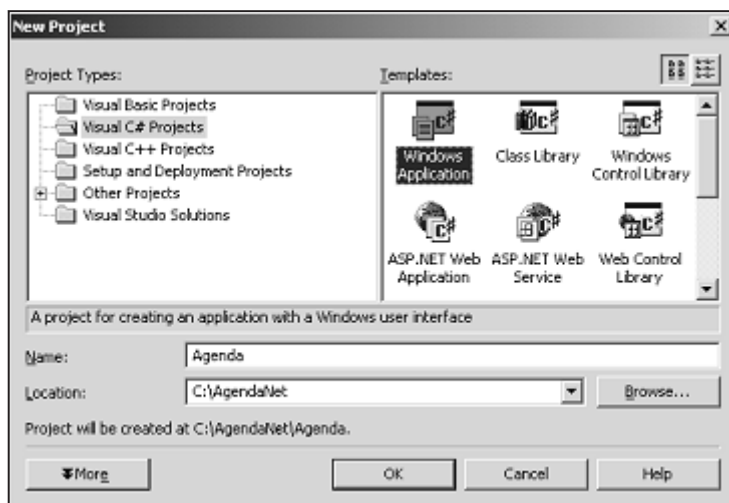 New Project
Project Types:
Templates:
Visual Basic Projects
Visual C# Projects
Visual C++ Projects
Setup and Deployment Projects
Other Projects
Visual Studio Solutions
Windows Application
Class Library
Windows Control Library
ASP.NET Web Application
ASP.NET Web Service
Web Control Library
A project for creating an application with a Windows user interface
Name:
Agenda
Location:
C:\AgendaNet
Browse...
Project will be created at C:\AgendaNet\Agenda.
More
OK
Cancel
Help